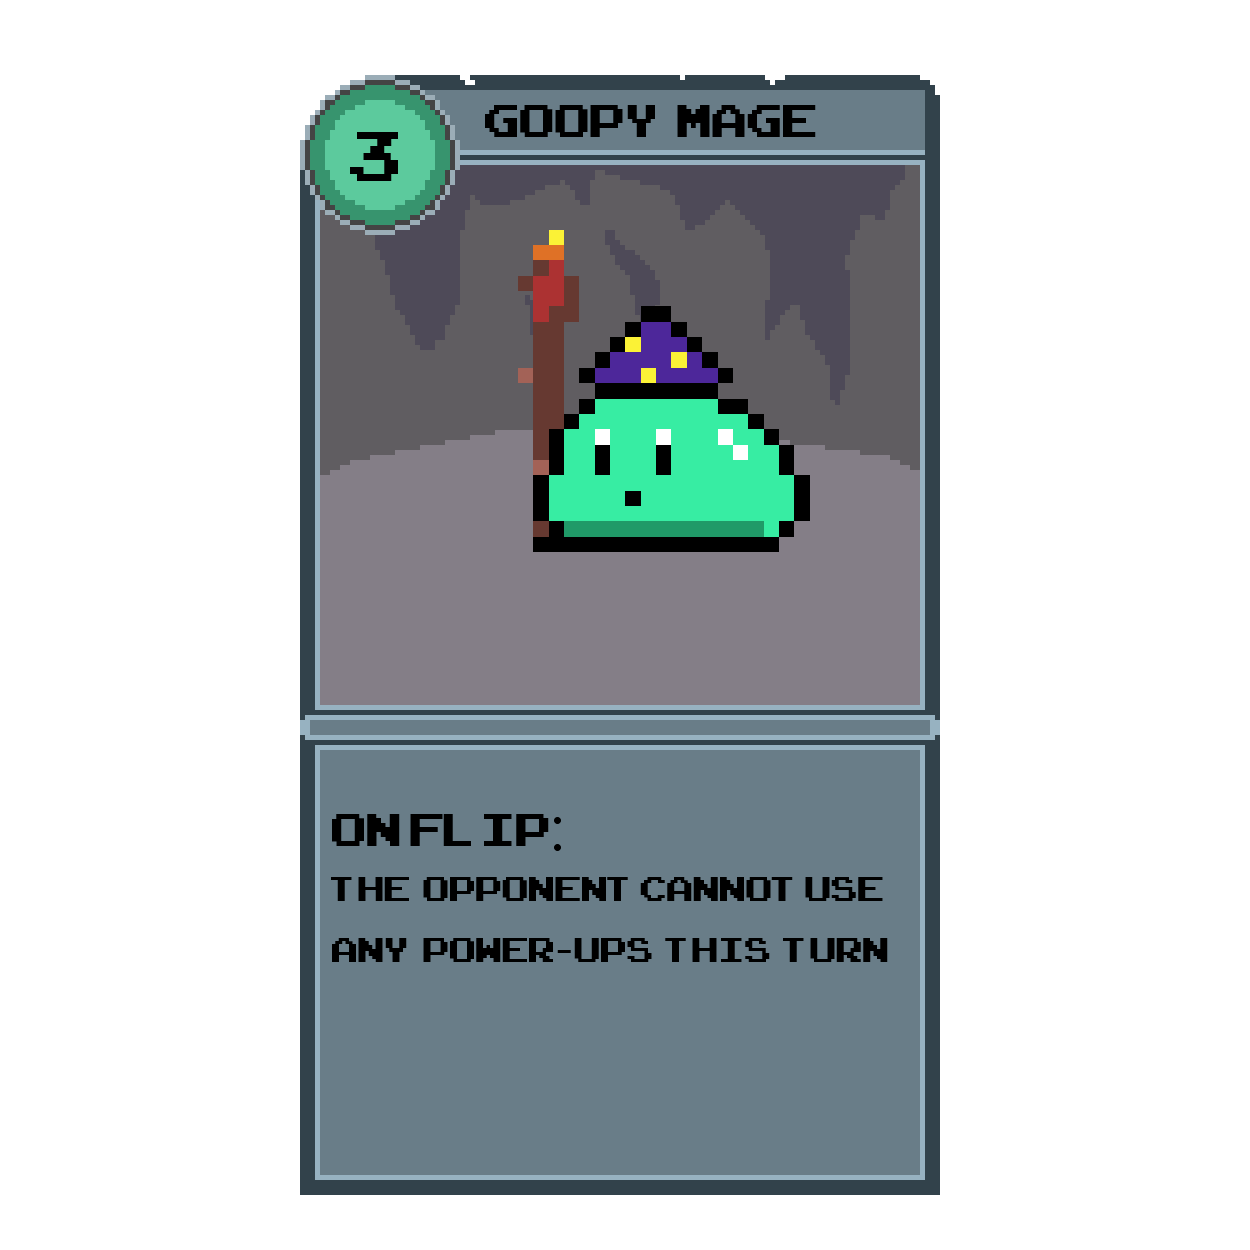 3
GOOPY MAGE
ON FLIP:
THE OPPONENT CANNOT USE
ANY POWER-UPS THIS TURN